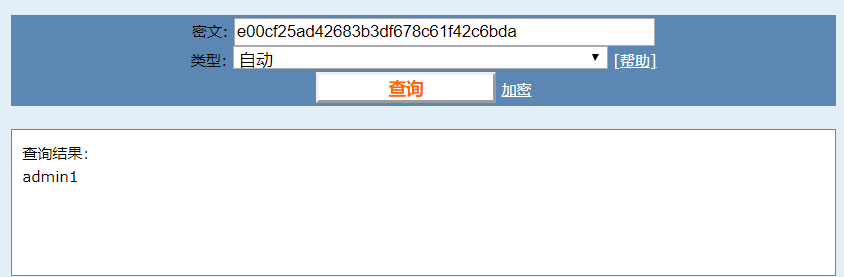 密文: e00cf25ad42683b3df678c61f42c6bda
类型: 自动 [帮助]
查询 加密
查询结果:
admin1